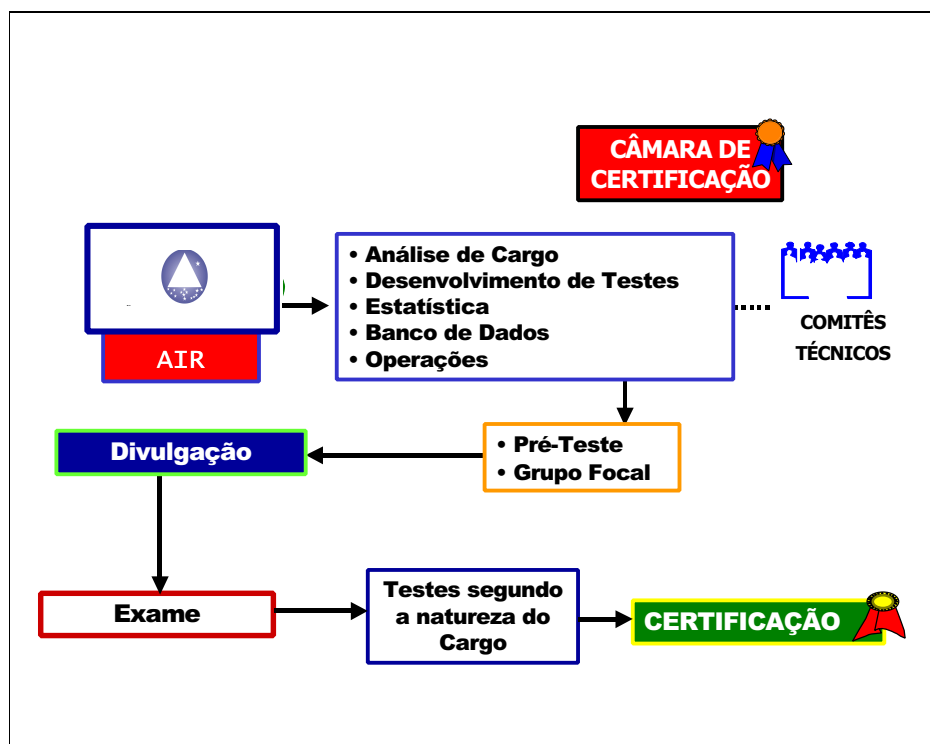 CÂMARA DE
CERTIFICAÇÃO
AIR
• Análise de Cargo
• Desenvolvimento de Testes
• Estatística
• Banco de Dados
• Operações
COMITÊS
TÉCNICOS
• Pré-Teste
• Grupo Focal
Divulgação
Exame
Testes segundo
a natureza do
Cargo
CERTIFICAÇÃO